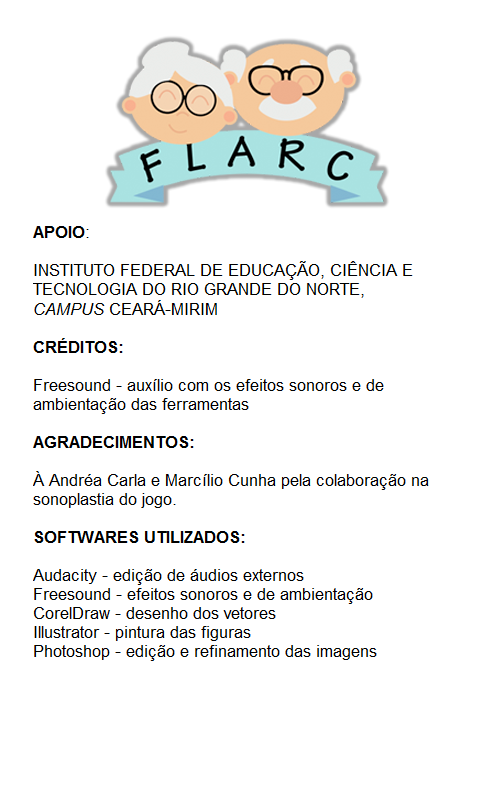 FLARC
APOIO:
INSTITUTO FEDERAL DE EDUCAÇÃO, CIÊNCIA E
TECNOLOGIA DO RIO GRANDE DO NORTE,
CAMPUS CEARÁ-MIRIM
CRÉDITOS:
Freesound - auxílio com os efeitos sonoros e de
ambientação das ferramentas
AGRADECIMENTOS:
À Andréa Carla e Marcílio Cunha pela colaboração na
sonoplastia do jogo.
SOFTWARES UTILIZADOS:
Audacity - edição de áudios externos
Freesound - efeitos sonoros e de ambientação
CorelDraw - desenho dos vetores
Illustrator - pintura das figuras
Photoshop - edição e refinamento das imagens